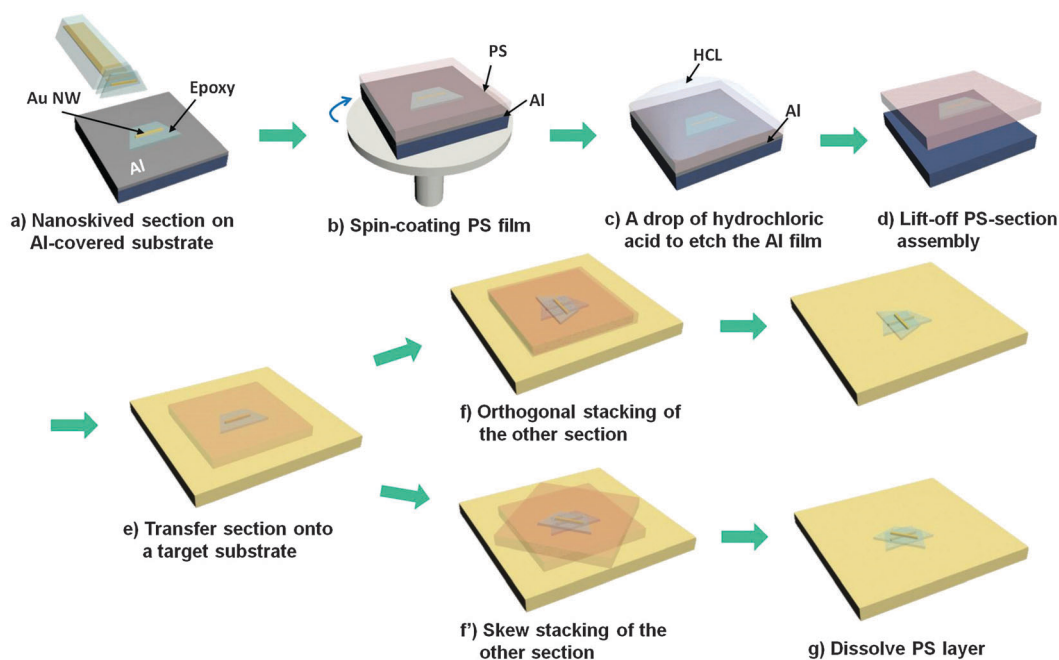 Au NW
Epoxy
Al
PS
Al
HCL
Al
a) Nanoskived section on
Al-covered substrate
b) Spin-coating PS film
c) A drop of hydrochloric
acid to etch the Al film
d) Lift-off PS-section
assembly
e) Transfer section onto
a target substrate
f) Orthogonal stacking of
the other section
f') Skew stacking of the
other section
g) Dissolve PS layer